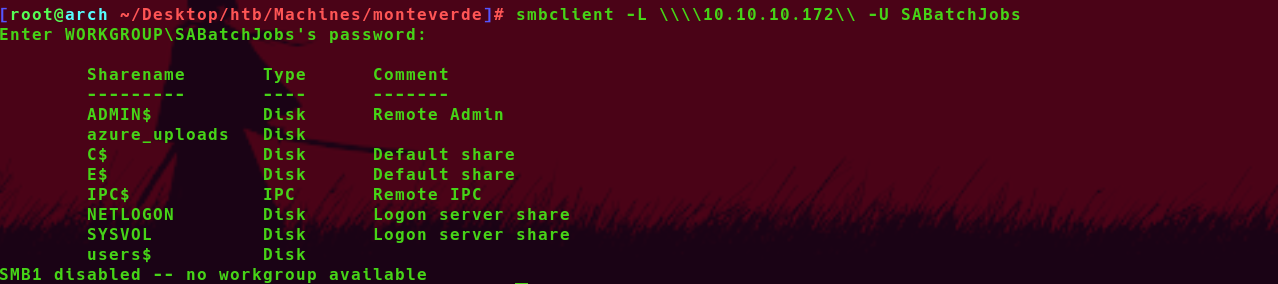 [root@arch ~/Desktop/htb/Machines/monteverde]# smbclient -L \\\\10.10.10.172\\ -U SABatchJobs
Enter WORKGROUP\SABatchJobs's password:
Sharename Type Comment
--------- ---- -------
ADMIN$ Disk Remote Admin
azure_uploads Disk
C$ Disk Default share
E$ Disk Default share
IPC$ IPC Remote IPC
NETLOGON Disk Logon server share
SYSVOL Disk Logon server share
users$ Disk
SMB1 disabled -- no workgroup available